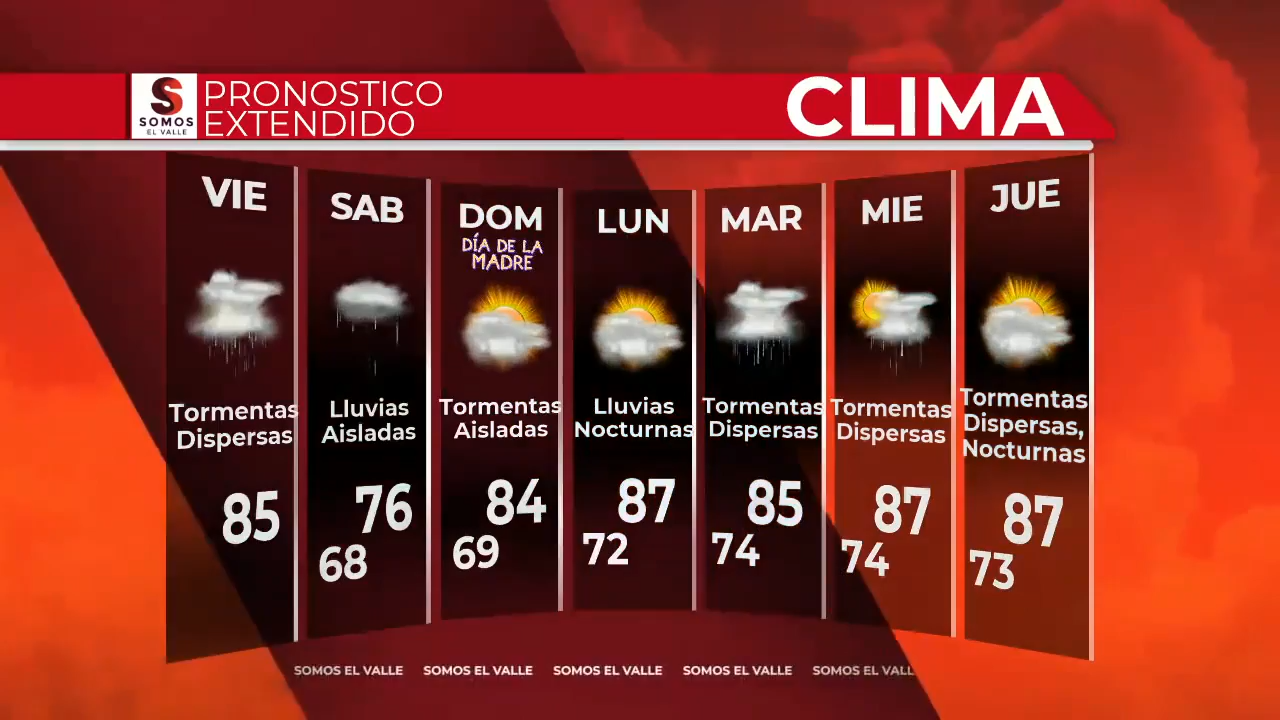 S
SOMOS
EL VALLE
PRONOSTICO
EXTENDIDO
CLIMA
VIE
Tormentas
Dispersas
85
SAB
Lluvias
Aisladas
76
68
DOM
DÍA DE LA
MADRE
Tormentas
Aisladas
84
69
LUN
Lluvias
Nocturnas
87
72
MAR
Tormentas
Dispersas
85
74
MIE
Tormentas
Dispersas
87
74
JUE
Tormentas
Dispersas,
Nocturnas
87
73
SOMOS EL VALLE SOMOS EL VALLE SOMOS EL VALLE SOMOS EL VALLE SOMOS EL VALL